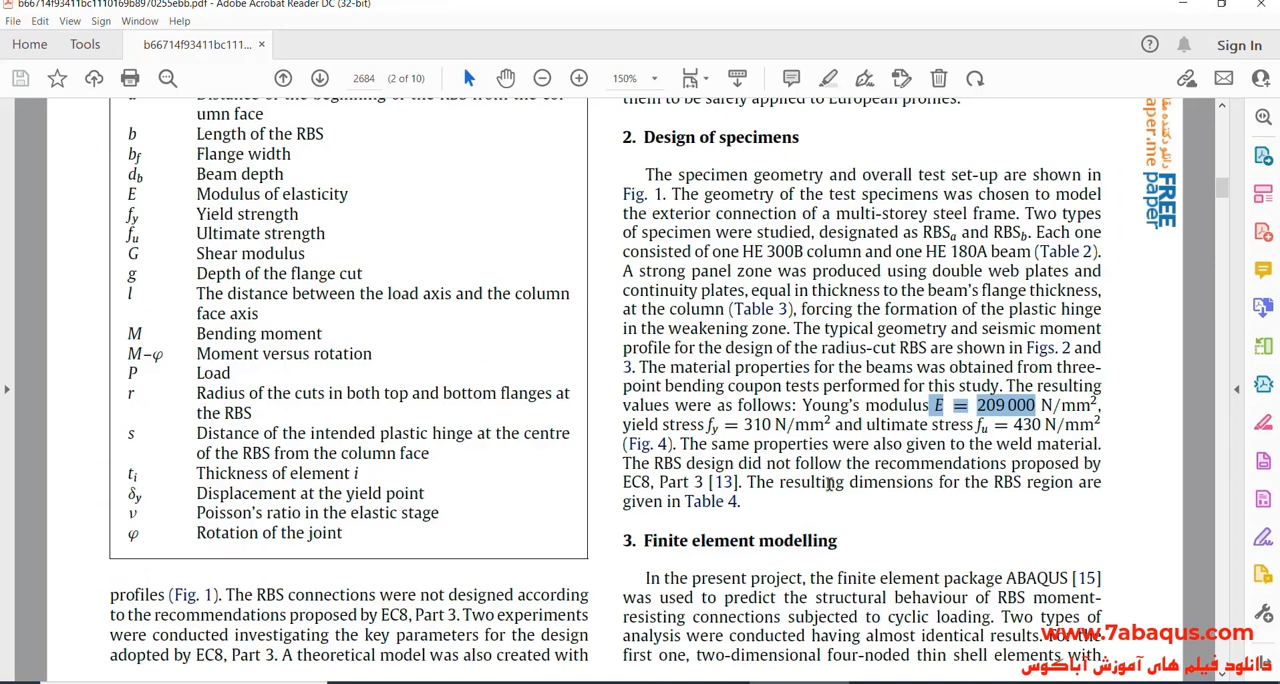 b66714f93411bc1110169b8970255ebb.pdf - Adobe Acrobat Reader DC (32-bit)
File Edit View Sign Window Help
Home Tools b66714f93411bc111... × Sign In
2684 (2 of 10) 150%
umn face
b Length of the RBS
bf Flange width
db Beam depth
E Modulus of elasticity
fy Yield strength
fu Ultimate strength
G Shear modulus
g Depth of the flange cut
l The distance between the load axis and the column
face axis
M Bending moment
M–φ Moment versus rotation
P Load
r Radius of the cuts in both top and bottom flanges at
the RBS
s Distance of the intended plastic hinge at the centre
of the RBS from the column face
ti Thickness of element i
δy Displacement at the yield point
ν Poisson's ratio in the elastic stage
φ Rotation of the joint
profiles (Fig. 1). The RBS connections were not designed according
to the recommendations proposed by EC8, Part 3. Two experiments
were conducted investigating the key parameters for the design
adopted by EC8, Part 3. A theoretical model was also created with
them to be safely applied to European profiles.
2. Design of specimens
The specimen geometry and overall test set-up are shown in
Fig. 1. The geometry of the test specimens was chosen to model
the exterior connection of a multi-storey steel frame. Two types
of specimen were studied, designated as RBSa and RBSb. Each one
consisted of one HE 300B column and one HE 180A beam (Table 2).
A strong panel zone was produced using double web plates and
continuity plates, equal in thickness to the beam's flange thickness,
at the column (Table 3), forcing the formation of the plastic hinge
in the weakening zone. The typical geometry and seismic moment
profile for the design of the radius-cut RBS are shown in Figs. 2 and
3. The material properties for the beams was obtained from three-
point bending coupon tests performed for this study. The resulting
values were as follows: Young's modulus E = 209 000 N/mm², 
yield stress fy = 310 N/mm² and ultimate stress fu = 430 N/mm²
(Fig. 4). The same properties were also given to the weld material.
The RBS design did not follow the recommendations proposed by
EC8, Part 3 [13]. The resulting dimensions for the RBS region are
given in Table 4.
3. Finite element modelling
In the present project, the finite element package ABAQUS [15]
was used to predict the structural behaviour of RBS moment-
resisting connections subjected to cyclic loading. Two types of
analysis were conducted having almost identical results.
first one, two-dimensional four-noded thin shell elements with
FREE
paper
www.7abaqus.com
دانلود فیلم های آموزش آباکوس